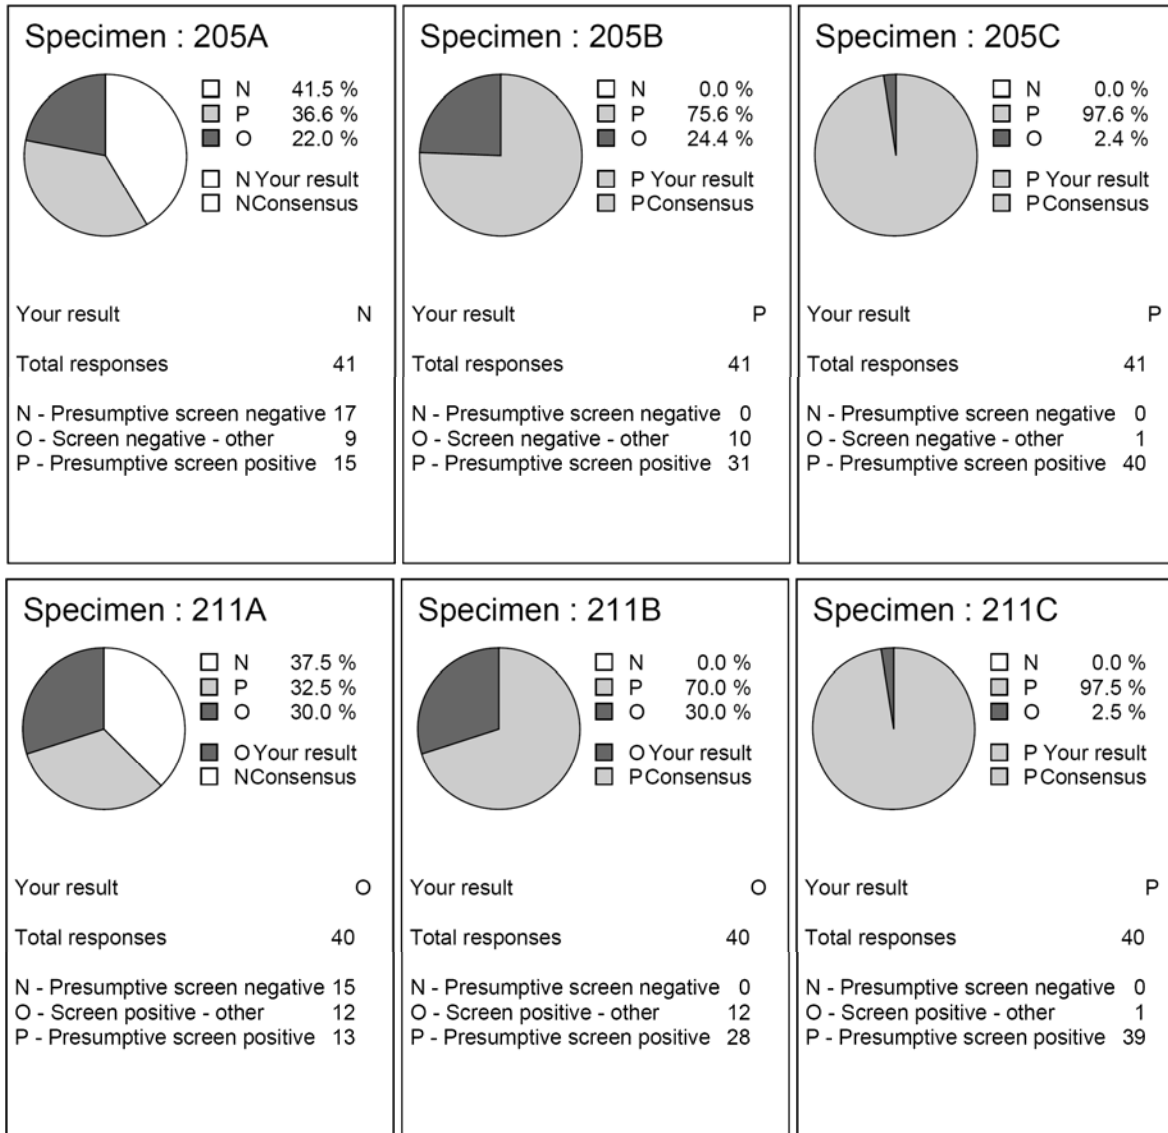 Specimen : 205A
N 41.5 %
P 36.6 %
O 22.0 %
N Your result
N Consensus
Your result N
Total responses 41
N - Presumptive screen negative 17
O - Screen negative - other 9
P - Presumptive screen positive 15
Specimen : 205B
N 0.0 %
P 75.6 %
O 24.4 %
P Your result
P Consensus
Your result P
Total responses 41
N - Presumptive screen negative 0
O - Screen negative - other 10
P - Presumptive screen positive 31
Specimen : 205C
N 0.0 %
P 97.6 %
O 2.4 %
P Your result
P Consensus
Your result P
Total responses 41
N - Presumptive screen negative 0
O - Screen negative - other 1
P - Presumptive screen positive 40
Specimen : 211A
N 37.5 %
P 32.5 %
O 30.0 %
O Your result
N Consensus
Your result O
Total responses 40
N - Presumptive screen negative 15
O - Screen positive - other 12
P - Presumptive screen positive 13
Specimen : 211B
N 0.0 %
P 70.0 %
O 30.0 %
O Your result
P Consensus
Your result O
Total responses 40
N - Presumptive screen negative 0
O - Screen positive - other 12
P - Presumptive screen positive 28
Specimen : 211C
N 0.0 %
P 97.5 %
O 2.5 %
P Your result
P Consensus
Your result P
Total responses 40
N - Presumptive screen negative 0
O - Screen positive - other 1
P - Presumptive screen positive 39